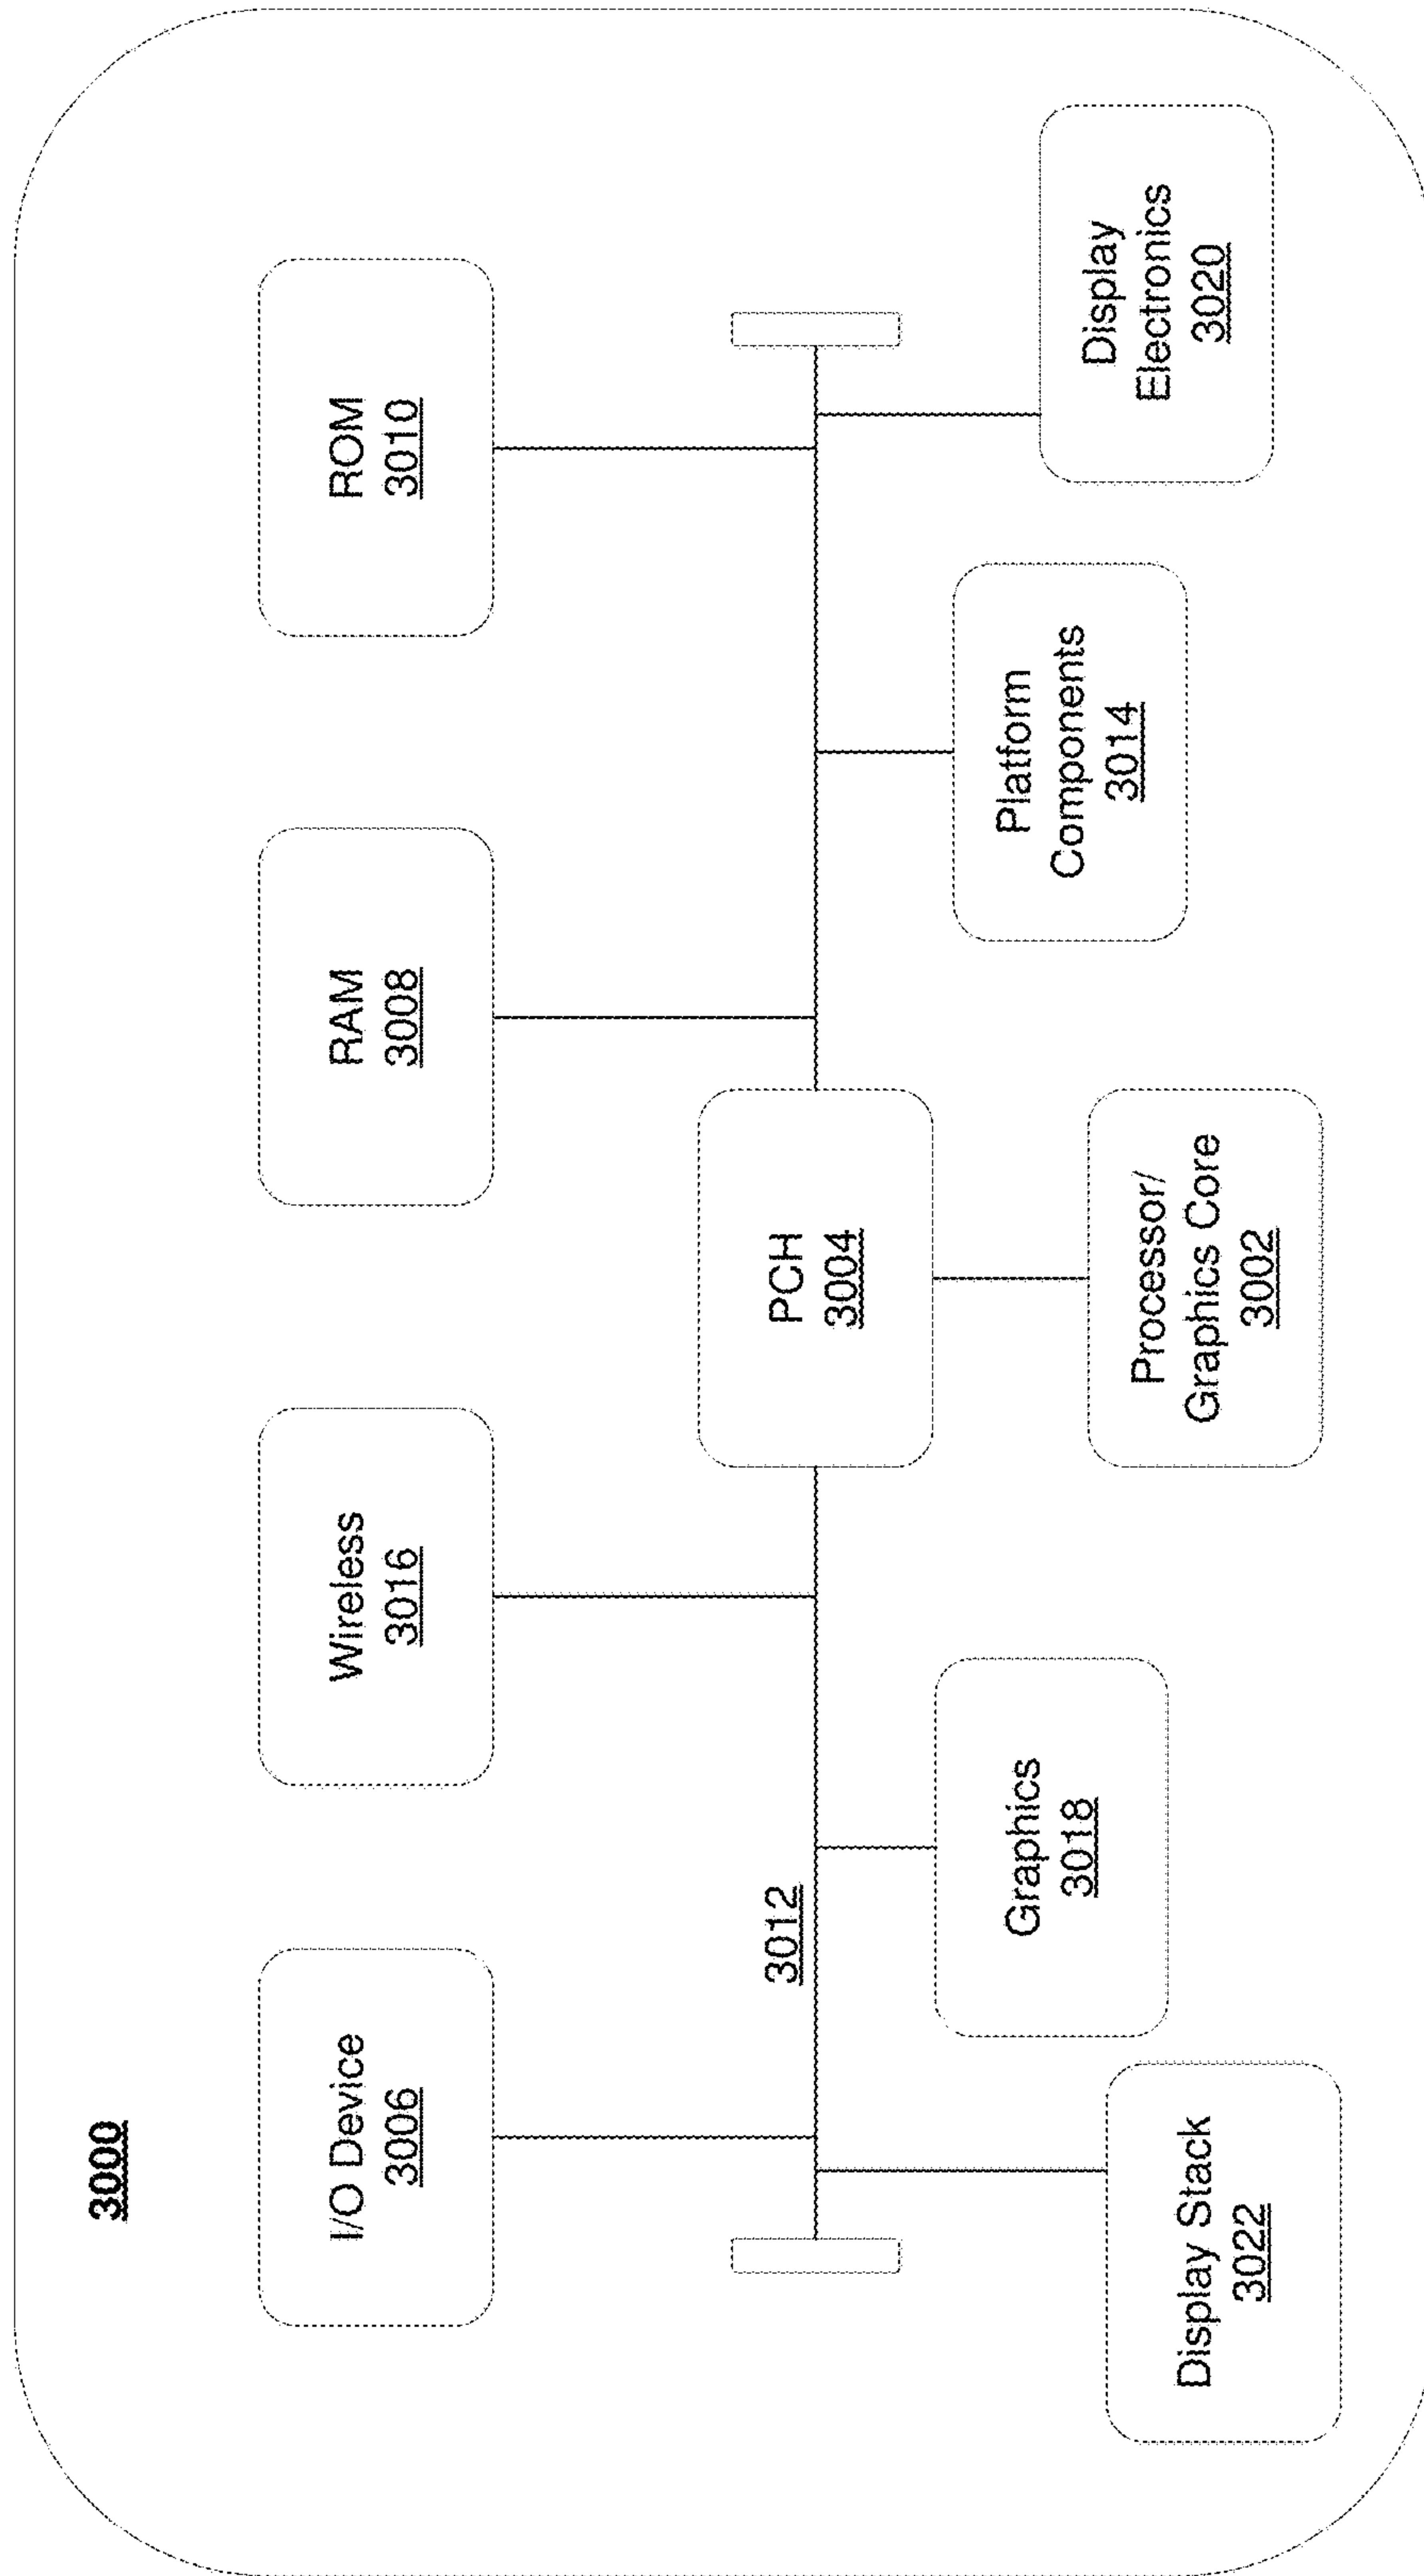 3000
I/O Device
3006
Wireless
3016
RAM
3008
ROM
3010
3012
PCH
3004
Display Stack
3022
Graphics
3018
Processor/
Graphics Core
3002
Platform
Components
3014
Display
Electronics
3020